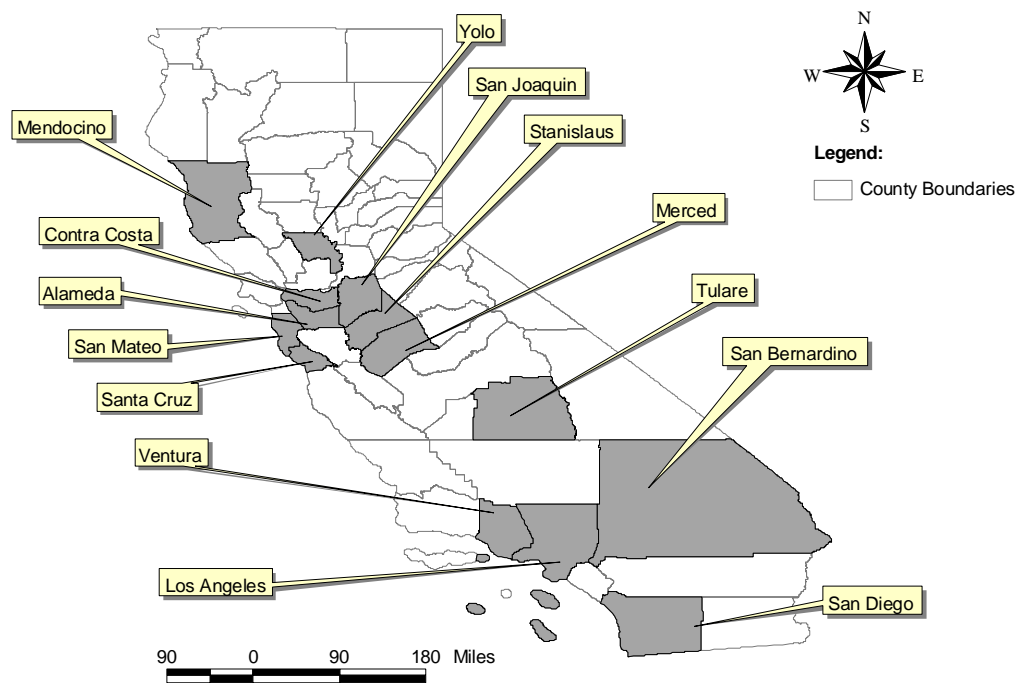 Yolo
N
San Joaquin
W
E
Mendocino
Stanislaus
S
Legend:
County Boundaries
Merced
Contra Costa
Alameda
Tulare
San Mateo
San Bernardino
Santa Cruz
Ventura
Los Angeles
San Diego
90 0 90 180 Miles